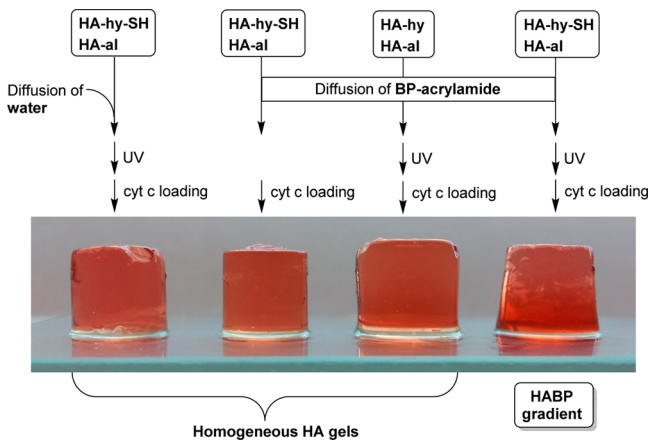 HA-hy-SH
HA-al
HA-hy-SH
HA-al
HA-hy
HA-al
HA-hy-SH
HA-al
Diffusion of
water
Diffusion of BP-acrylamide
UV
UV
UV
cyt c loading
cyt c loading
cyt c loading
cyt c loading
Homogeneous HA gels
HABP
gradient